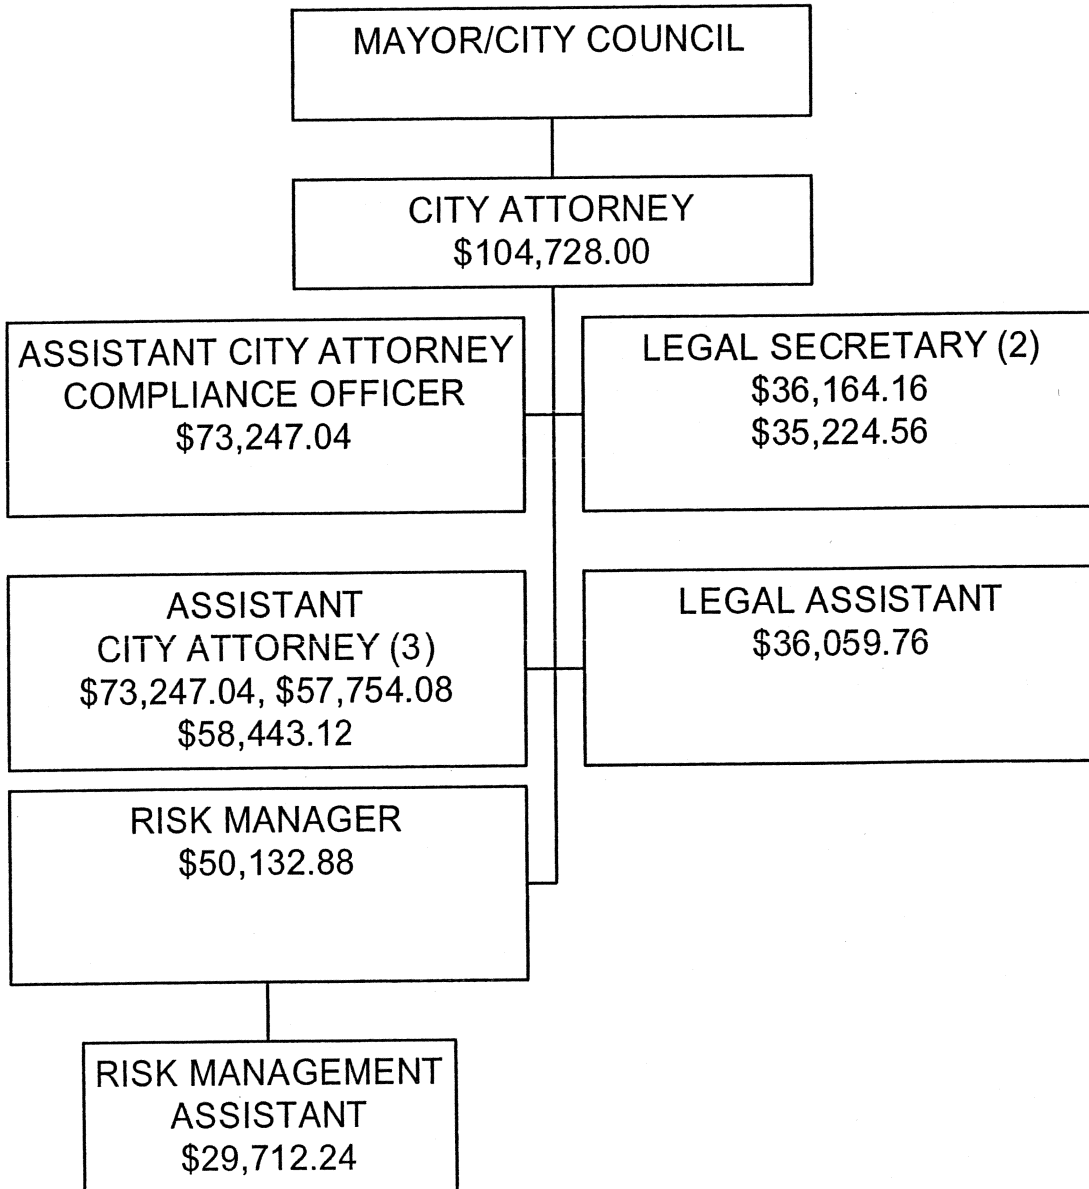 MAYOR/CITY COUNCIL
CITY ATTORNEY
$104,728.00
ASSISTANT CITY ATTORNEY
COMPLIANCE OFFICER
$73,247.04
LEGAL SECRETARY (2)
$36,164.16
$35,224.56
ASSISTANT
CITY ATTORNEY (3)
$73,247.04, $57,754.08
$58,443.12
LEGAL ASSISTANT
$36,059.76
RISK MANAGER
$50,132.88
RISK MANAGEMENT
ASSISTANT
$29,712.24